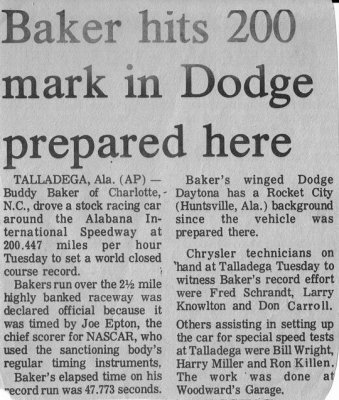 Baker hits 200
mark in Dodge
prepared here
TALLADEGA, Ala. (AP) —
Buddy Baker of Charlotte,
N.C., drove a stock racing car
around the Alabana In-
ternational Speedway at
200.447 miles per hour
Tuesday to set a world closed
course record.
Bakers run over the 2½ mile
highly banked raceway was
declared official because it
was timed by Joe Epton, the
chief scorer for NASCAR, who
used the sanctioning body's
regular timing instruments,
Baker's elapsed time on his
record run was 47.773 seconds.
Baker's winged Dodge
Daytona has a Rocket City
(Huntsville, Ala.) background
since the vehicle was
prepared there.
Chrysler technicians on
hand at Talladega Tuesday to
witness Baker's record effort
were Fred Schrandt, Larry
Knowlton and Don Carroll.
Others assisting in setting up
the car for special speed tests
at Talladega were Bill Wright,
Harry Miller and Ron Killen.
The work was done at
Woodward's Garage.